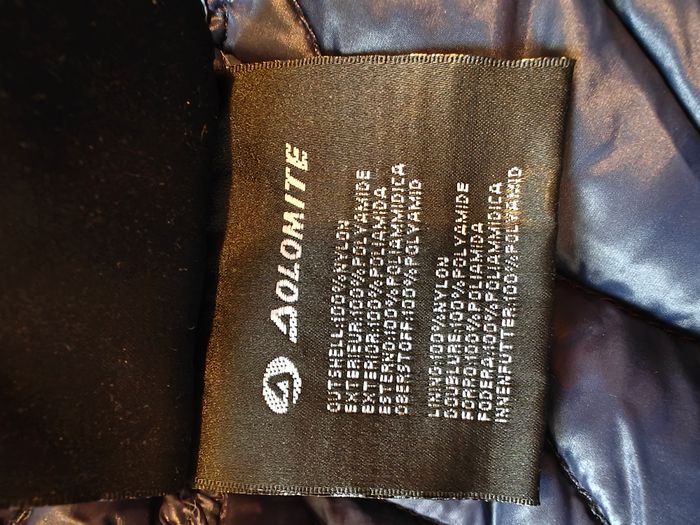 DOLOMITE
OUTSHELL:100%NYLON
EXTERIEUR:100%POLYAMIDE
EXTERIOR:100%POLIAMIDA
ESTERNO:100%POLIAMMIDICA
OBERSTOFF:100%POLYAMID
LINING:100%NYLON
DOUBLURE:100%POLYAMIDE
FORRO:100%POLIAMIDA
FODERA:100%POLIAMMIDICA
INNENFUTTER:100%POLYAMID